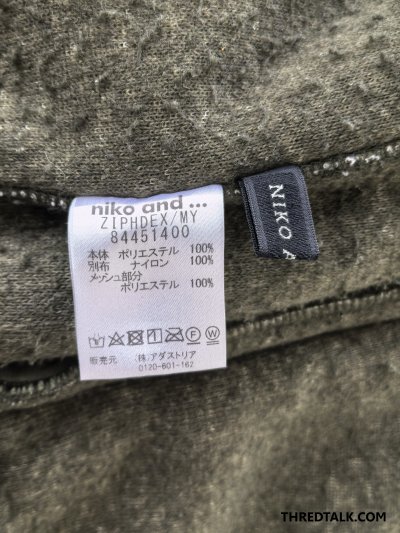 niko and ...
ZIPHDEX/MY
84451400
本体 ポリエステル 100%
別布 ナイロン 100%
メッシュ部分
ポリエステル 100%
販売元 (株)アダストリア
0120-601-162
NIKO
THREDTALK.COM